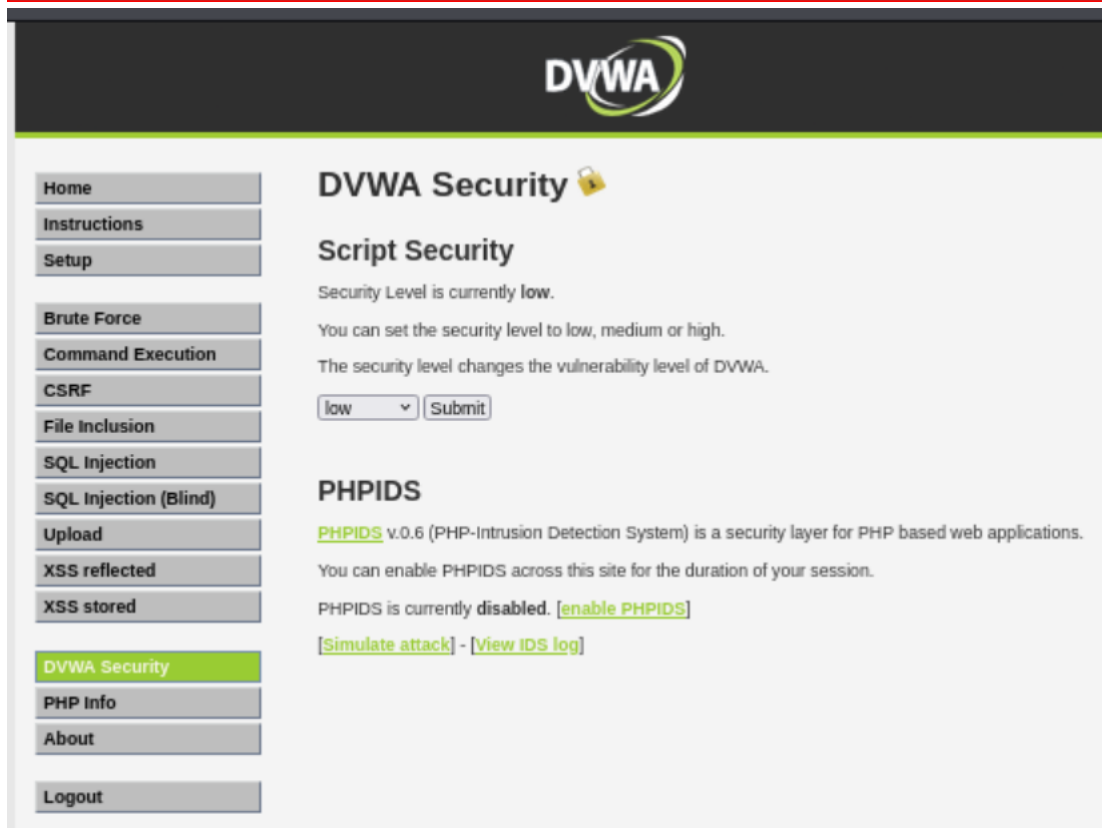 DVWA
Home
Instructions
Setup
Brute Force
Command Execution
CSRF
File Inclusion
SQL Injection
SQL Injection (Blind)
Upload
XSS reflected
XSS stored
DVWA Security
PHP Info
About
Logout
DVWA Security
Script Security
Security Level is currently low.
You can set the security level to low, medium or high.
The security level changes the vulnerability level of DVWA.
low Submit
PHPIDS
PHPIDS v.0.6 (PHP-Intrusion Detection System) is a security layer for PHP based web applications.
You can enable PHPIDS across this site for the duration of your session.
PHPIDS is currently disabled. [enable PHPIDS]
[Simulate attack] - [View IDS log]